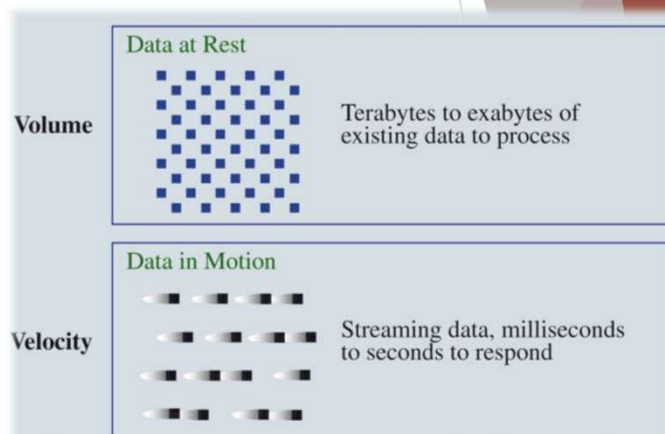 Data at Rest
Volume
Terabytes to exabytes of
existing data to process
Data in Motion
Velocity
Streaming data, milliseconds
to seconds to respond